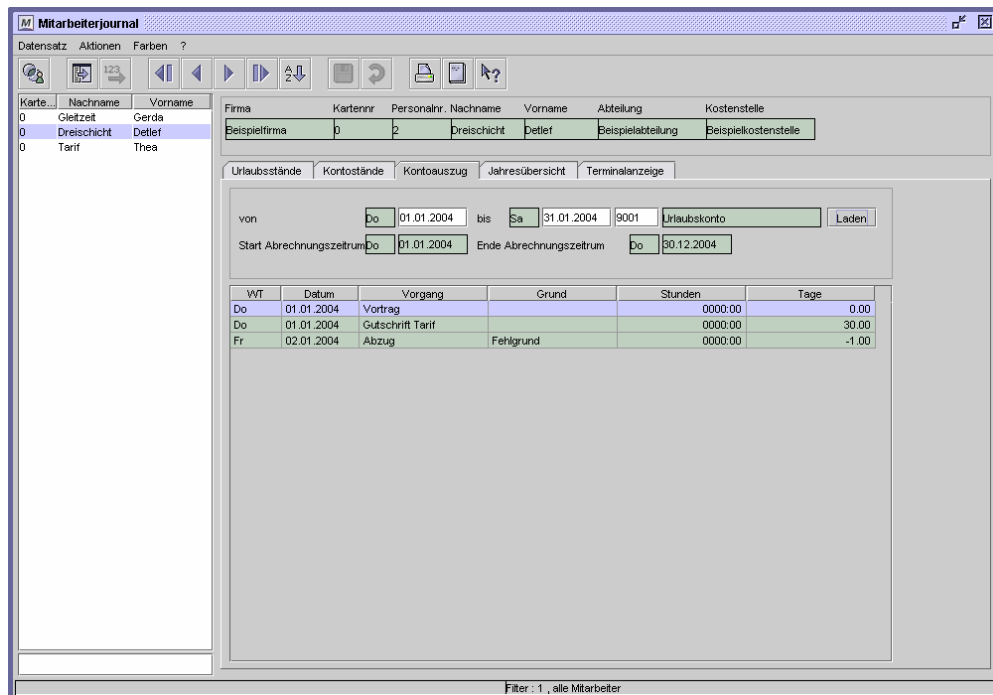 M Mitarbeiterjournal
Datensatz Aktionen Farben ?
123 A Z ?
Karte... Nachname Vorname
0 Gleitzeit Gerda
0 Dreischicht Detlef
0 Tarif Thea
Firma Kartennr Personalnr. Nachname Vorname Abteilung Kostenstelle
Beispielfirma 0 2 Dreischicht Detlef Beispielabteilung Beispielkostenstelle
Urlaubsstände Kontostände Kontoauszug Jahresübersicht Terminalanzeige
von Do 01.01.2004 bis Sa 31.01.2004 9001 Urlaubskonto Laden
Start Abrechnungszeitrum Do 01.01.2004 Ende Abrechnungszeitrum Do 30.12.2004
WT Datum Vorgang Grund Stunden Tage
Do 01.01.2004 Vortrag 0000:00 0.00
Do 01.01.2004 Gutschrift Tarif 0000:00 30.00
Fr 02.01.2004 Abzug Fehlgrund 0000:00 -1.00
Filter : 1 , alle Mitarbeiter